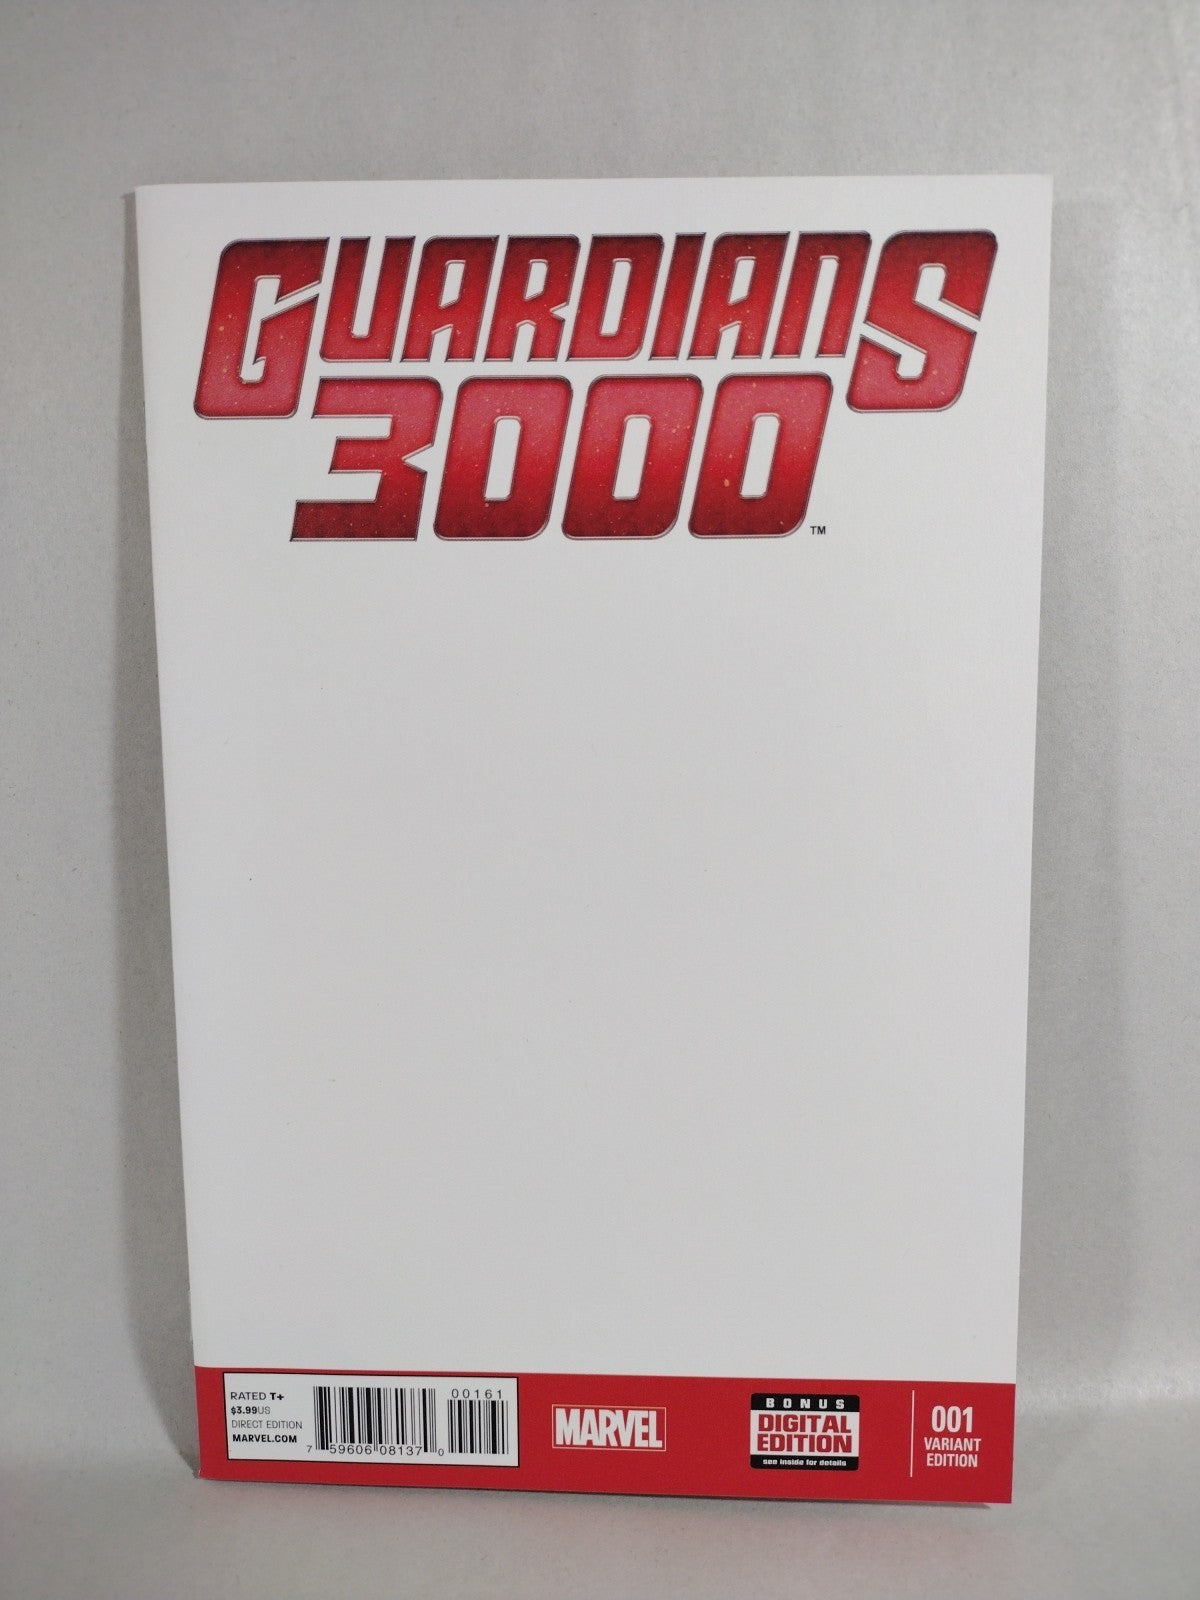 GUARDIANS
3000
TM
RATED T+
$3.99US
DIRECT EDITION
MARVEL.COM
00161
7 59606 08137 0
MARVEL
BONUS
DIGITAL
EDITION
see inside for details
001
VARIANT
EDITION